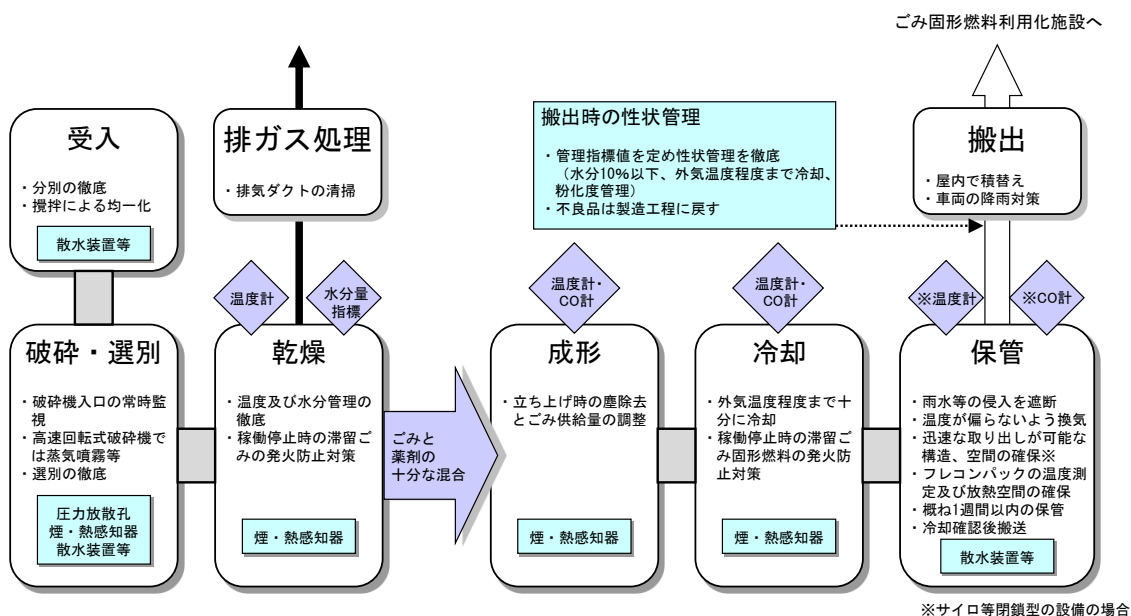 ごみ固形燃料利用化施設へ
受入
・分別の徹底
・攪拌による均一化
散水装置等
排ガス処理
・排気ダクトの清掃
搬出時の性状管理
・管理指標値を定め性状管理を徹底
（水分10%以下、外気温度程度まで冷却、
粉化度管理）
・不良品は製造工程に戻す
搬出
・屋内で積替え
・車両の降雨対策
温度計
水分量
指標
温度計・
CO計
温度計・
CO計
※温度計
※CO計
破砕・選別
・破砕機入口の常時監
視
・高速回転式破砕機で
は蒸気噴霧等
・選別の徹底
圧力放散孔
煙・熱感知器
散水装置等
乾燥
・温度及び水分管理の
徹底
・稼働停止時の滞留ご
みの発火防止対策
煙・熱感知器
ごみと
薬剤の
十分な混合
成形
・立ち上げ時の塵除去
とごみ供給量の調整
煙・熱感知器
冷却
・外気温度程度まで十
分に冷却
・稼働停止時の滞留ご
み固形燃料の発火防
止対策
煙・熱感知器
保管
・雨水等の侵入を遮断
・温度が偏らないよう換気
・迅速な取り出しが可能な
構造、空間の確保※
・フレコンパックの温度測
定及び放熱空間の確保
・概ね1週間以内の保管
・冷却確認後搬送
散水装置等
※サイロ等閉鎖型の設備の場合